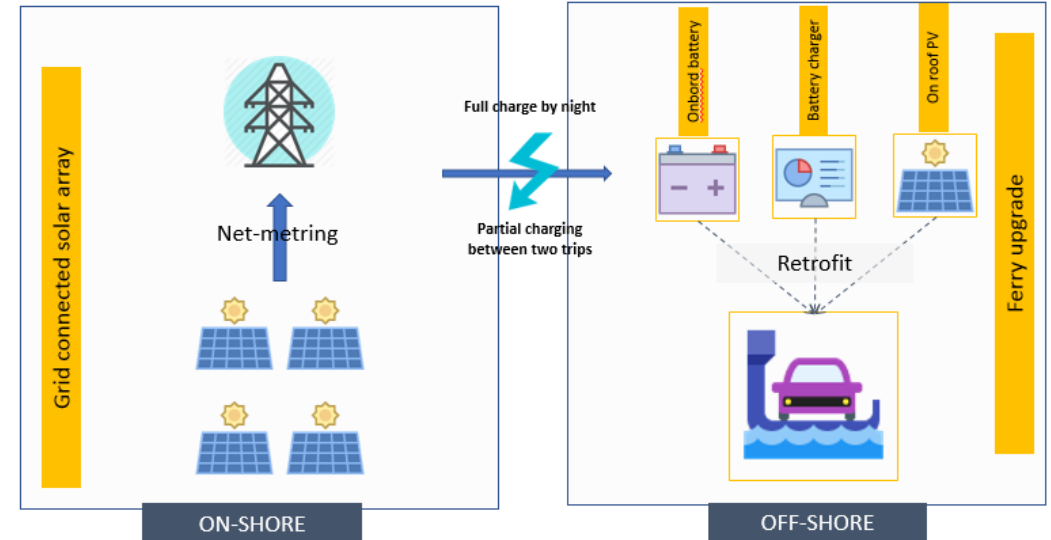 Grid connected solar array
Net-metring
ON-SHORE
Full charge by night
Partial charging
between two trips
Onbord battery
Battery charger
On roof PV
Retrofit
Ferry upgrade
OFF-SHORE